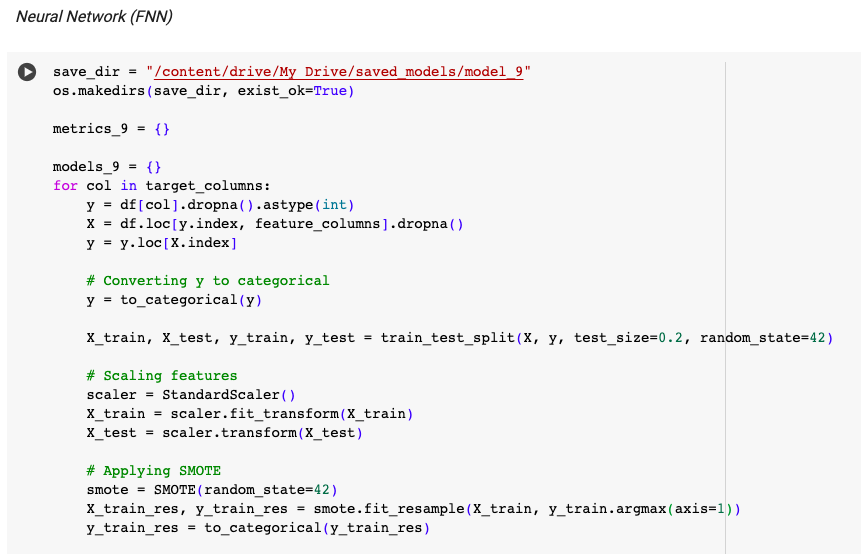 Neural Network (FNN)
save_dir = "/content/drive/My Drive/saved_models/model_9"
os.makedirs(save_dir, exist_ok=True)
metrics_9 = {}
models_9 = {}
for col in target_columns:
    y = df[col].dropna().astype(int)
    X = df.loc[y.index, feature_columns].dropna()
    y = y.loc[X.index]
    # Converting y to categorical
    y = to_categorical(y)
    X_train, X_test, y_train, y_test = train_test_split(X, y, test_size=0.2, random_state=42)
    # Scaling features
    scaler = StandardScaler()
    X_train = scaler.fit_transform(X_train)
    X_test = scaler.transform(X_test)
    # Applying SMOTE
    smote = SMOTE(random_state=42)
    X_train_res, y_train_res = smote.fit_resample(X_train, y_train.argmax(axis=1))
    y_train_res = to_categorical(y_train_res)